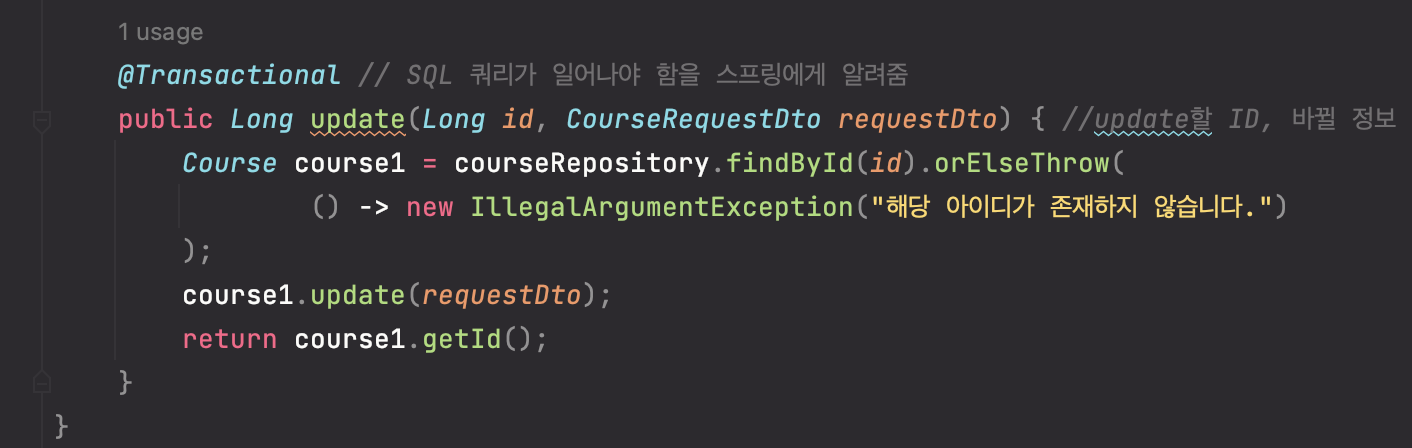 1 usage
@Transactional // SQL 쿼리가 일어나야 함을 스프링에게 알려줌
public Long update(Long id, CourseRequestDto requestDto) { //update할 ID, 바뀔 정보
Course course1 = courseRepository.findById(id).orElseThrow(
() -> new IllegalArgumentException("해당 아이디가 존재하지 않습니다.")
);
course1.update(requestDto);
return course1.getId();
}
}